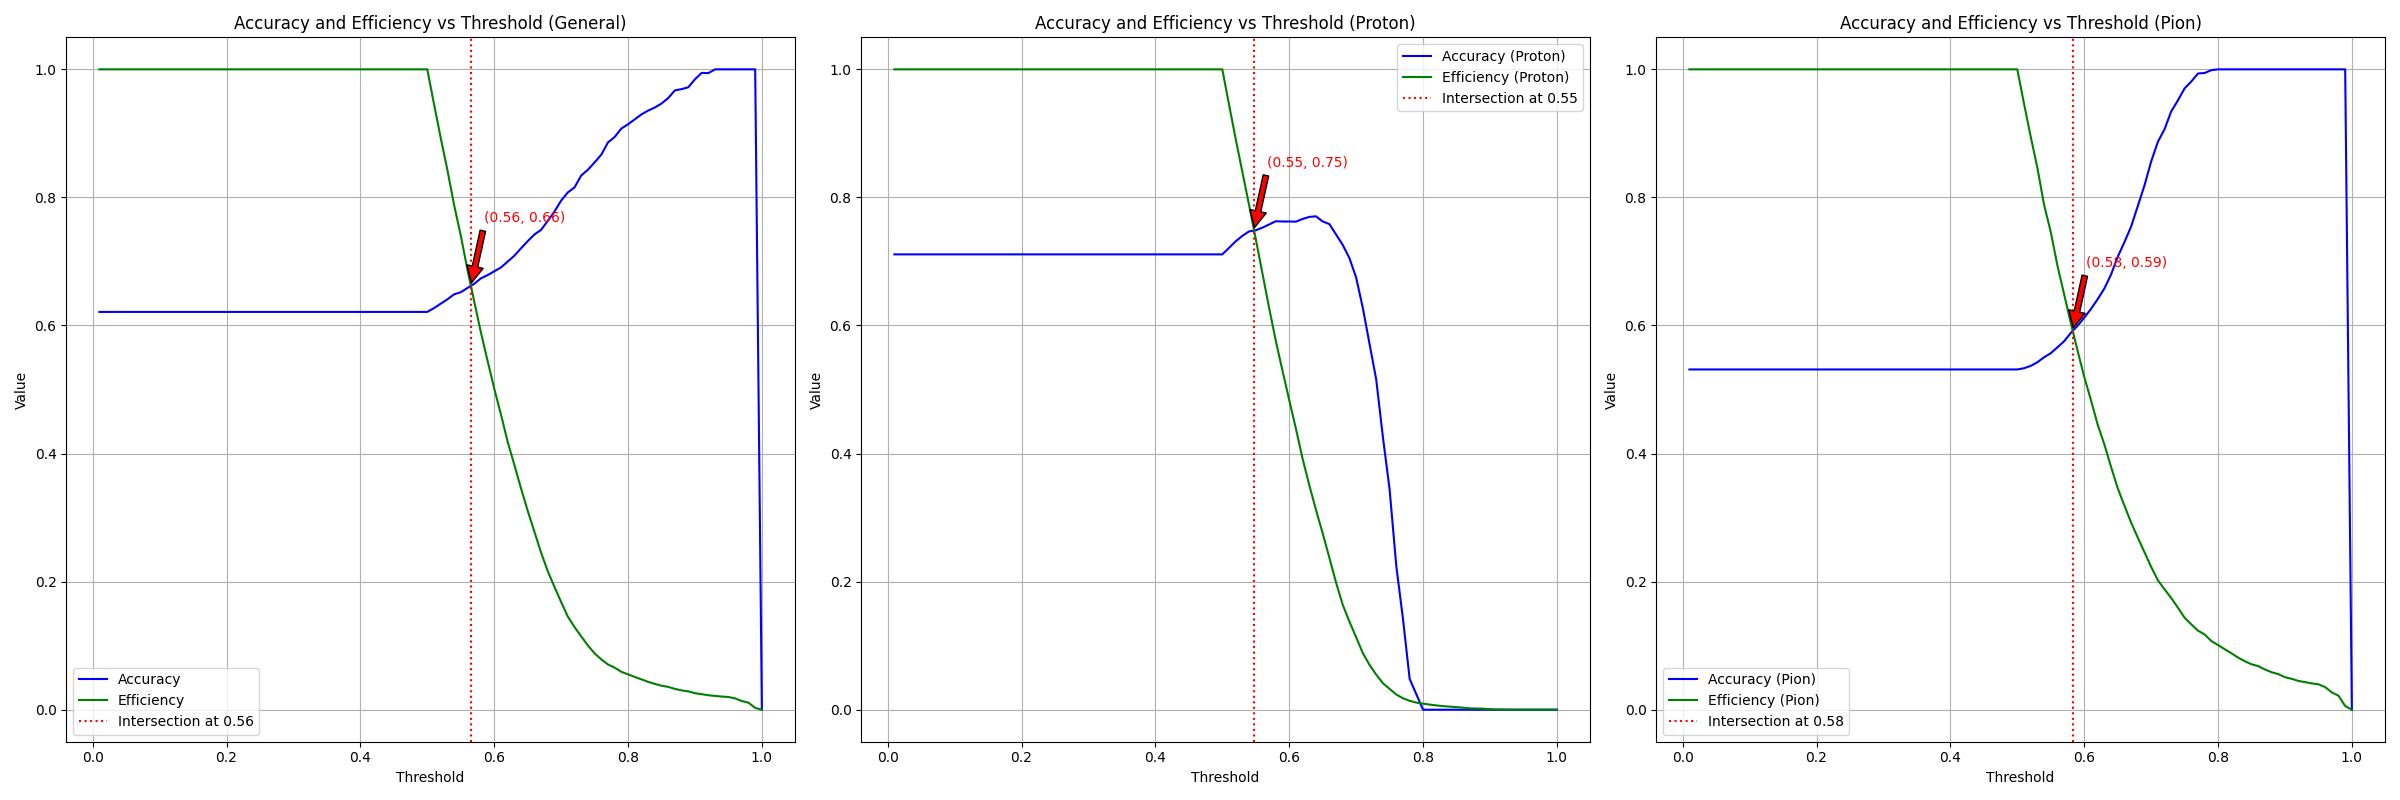 Accuracy and Efficiency vs Threshold (General)
1.0
0.8
0.6
0.4
0.2
0.0
Value
(0.56, 0.66)
Accuracy
Efficiency
Intersection at 0.56
0.0 0.2 0.4 0.6 0.8 1.0
Threshold
Accuracy and Efficiency vs Threshold (Proton)
Accuracy (Proton)
Efficiency (Proton)
Intersection at 0.55
1.0
0.8
0.6
0.4
0.2
0.0
Value
(0.55, 0.75)
0.0 0.2 0.4 0.6 0.8 1.0
Threshold
Accuracy and Efficiency vs Threshold (Pion)
1.0
0.8
0.6
0.4
0.2
0.0
Value
(0.58, 0.59)
Accuracy (Pion)
Efficiency (Pion)
Intersection at 0.58
0.0 0.2 0.4 0.6 0.8 1.0
Threshold